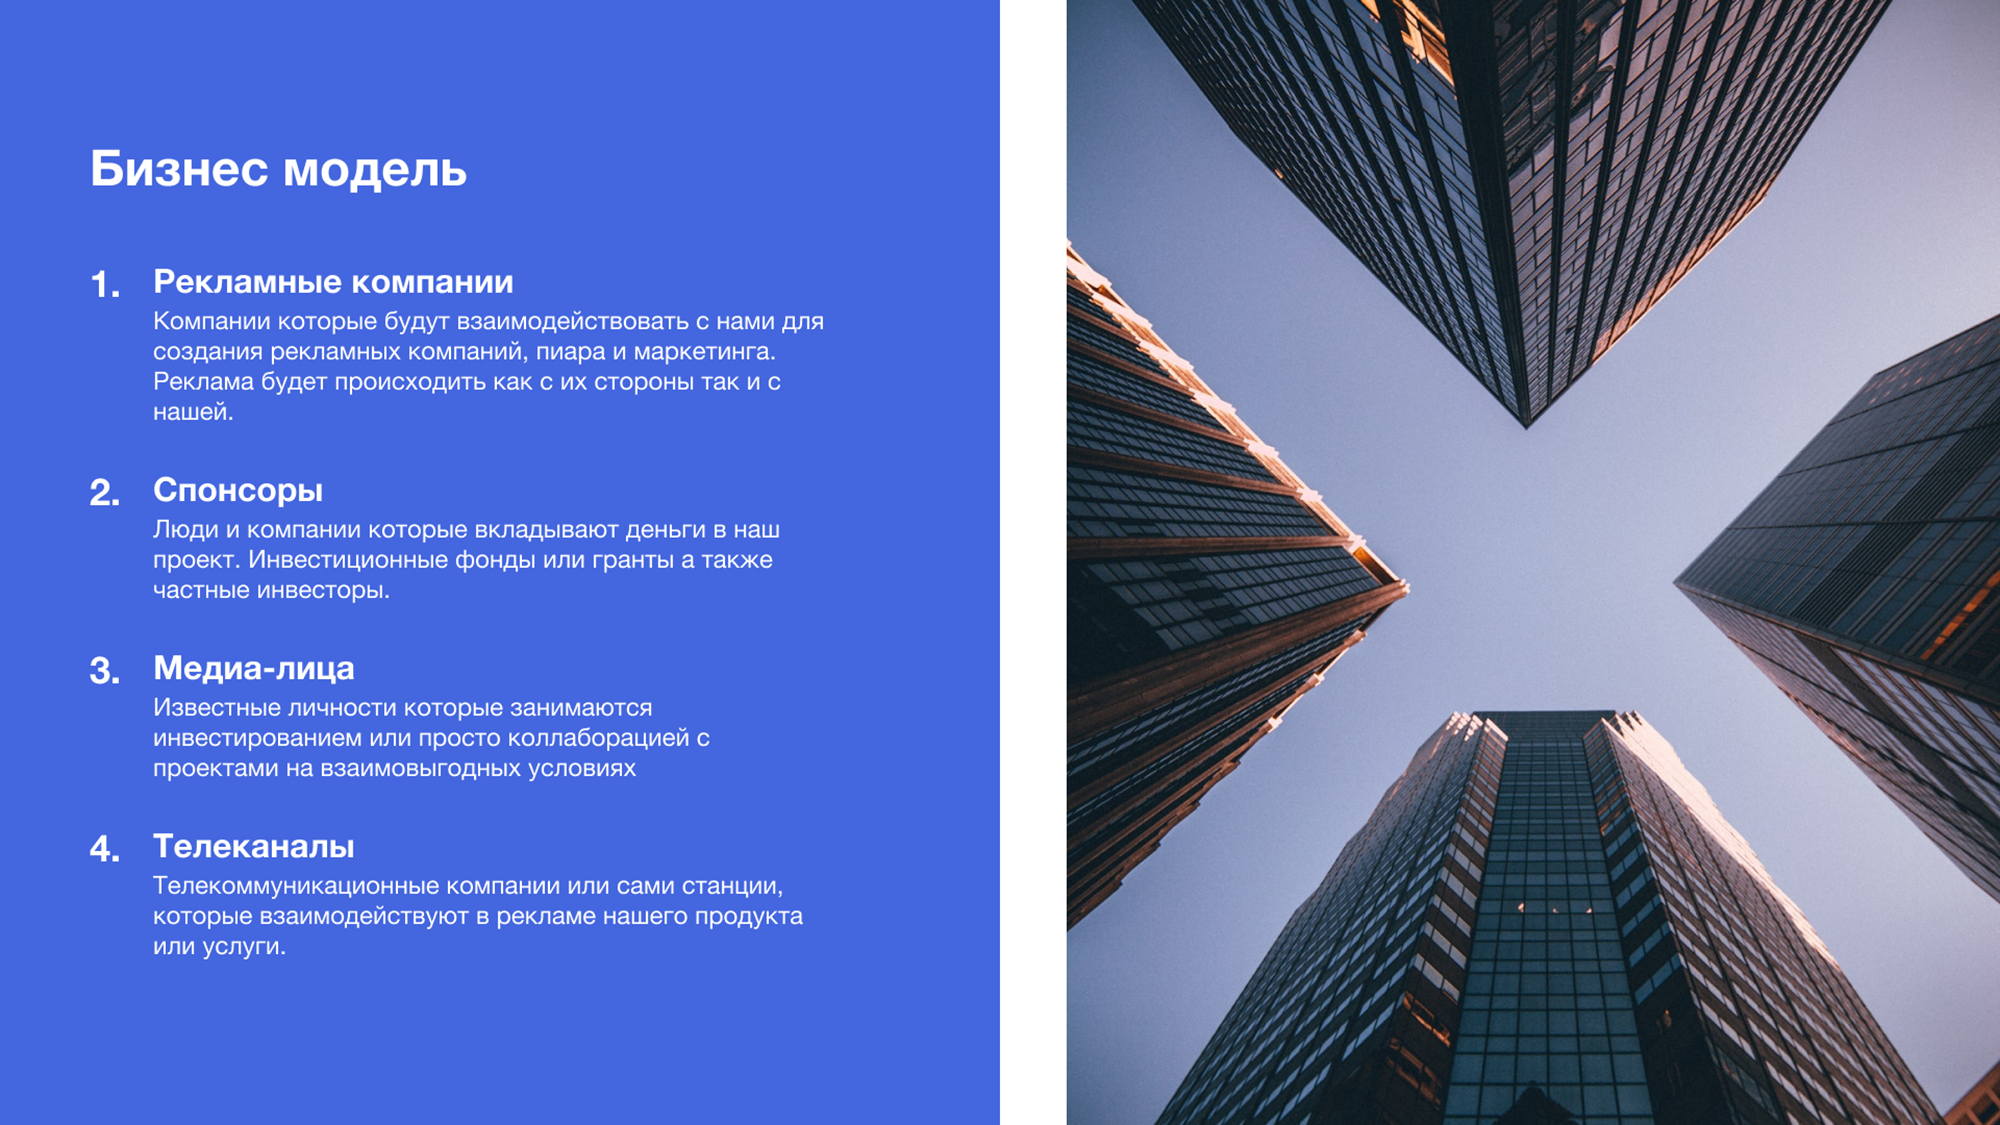 Бизнес модель
1. Рекламные компании
Компании которые будут взаимодействовать с нами для
создания рекламных компаний, пиара и маркетинга.
Реклама будет происходить как с их стороны так и с
нашей.
2. Спонсоры
Люди и компании которые вкладывают деньги в наш
проект. Инвестиционные фонды или гранты а также
частные инвесторы.
3. Медиа-лица
Известные личности которые занимаются
инвестированием или просто коллаборацией с
проектами на взаимовыгодных условиях
4. Телеканалы
Телекоммуникационные компании или сами станции,
которые взаимодействуют в рекламе нашего продукта
или услуги.